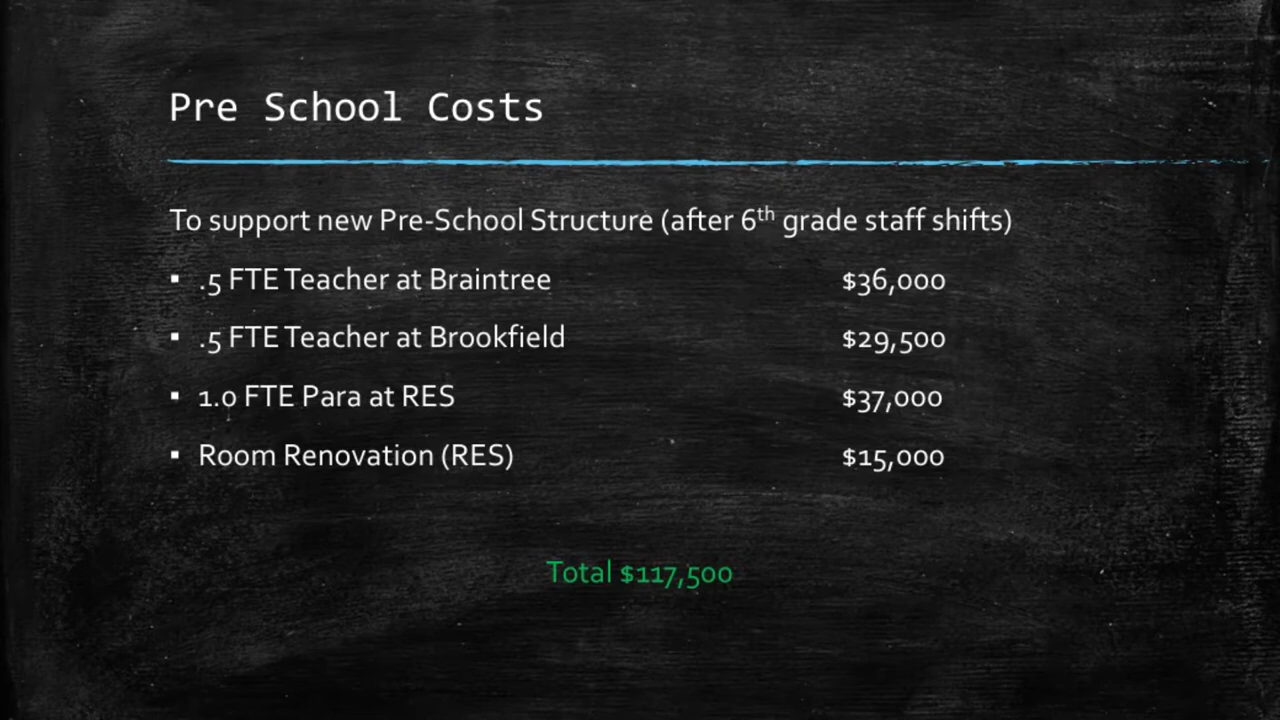 Pre School Costs
To support new Pre-School Structure (after 6th grade staff shifts)
▪ .5 FTE Teacher at Braintree $36,000
▪ .5 FTE Teacher at Brookfield $29,500
▪ 1.0 FTE Para at RES $37,000
▪ Room Renovation (RES) $15,000
Total $117,500